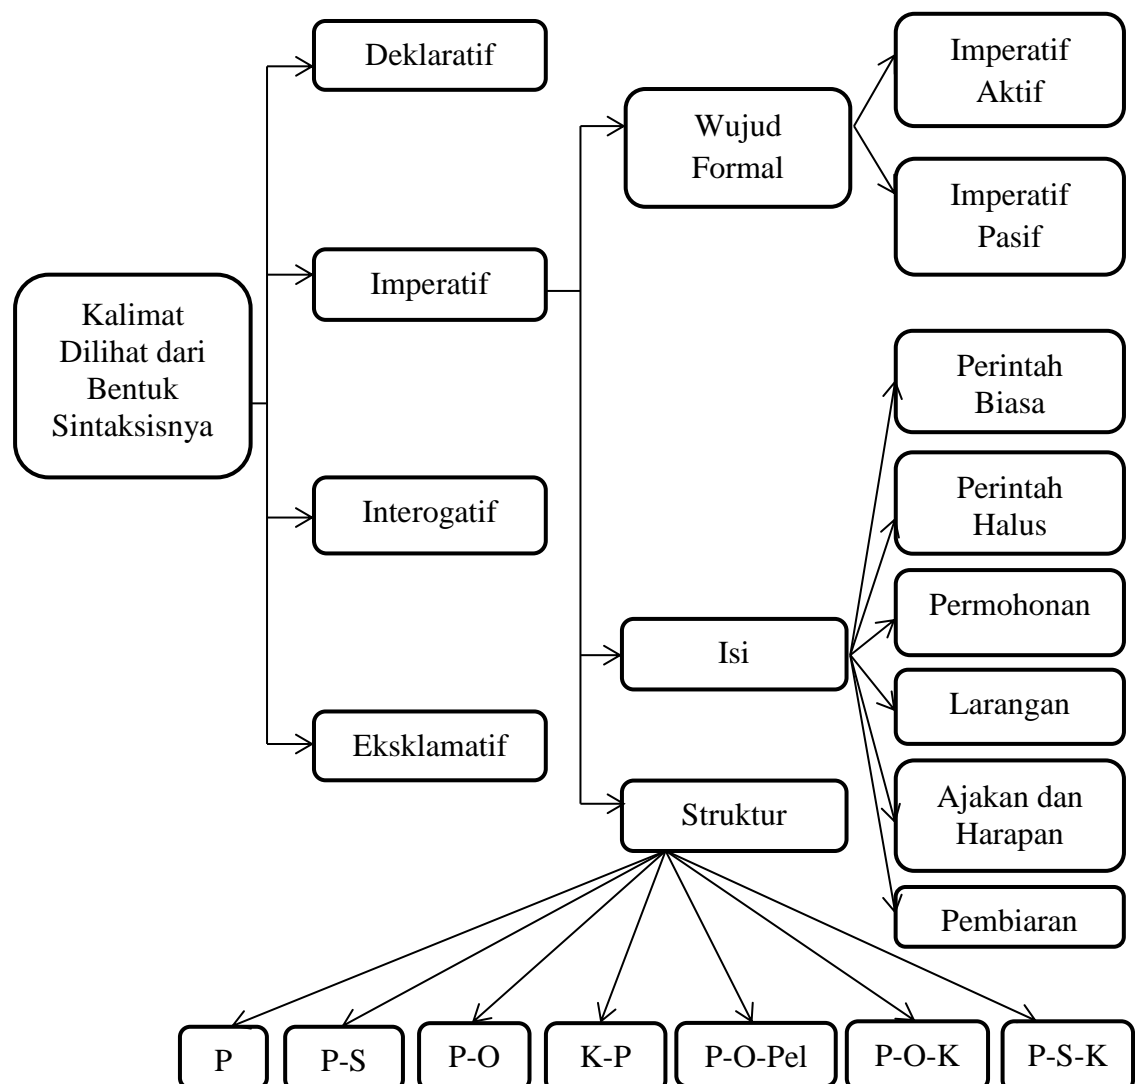 Deklaratif
Imperatif
Aktif
Wujud
Formal
Imperatif
Pasif
Imperatif
Kalimat
Dilihat dari
Bentuk
Sintaksisnya
Perintah
Biasa
Perintah
Halus
Interogatif
Permohonan
Isi
Larangan
Eksklamatif
Ajakan dan
Harapan
Struktur
Pembiaran
P
P-S
P-O
K-P
P-O-Pel
P-O-K
P-S-K